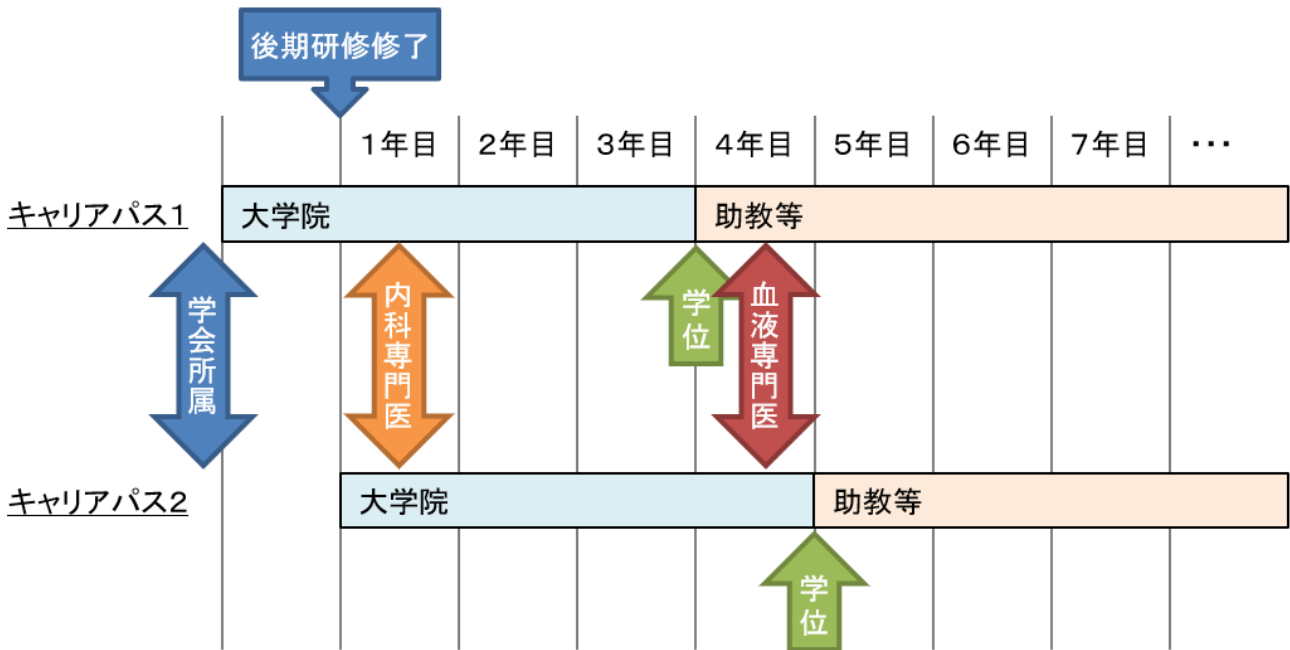 後期研修修了
1年目 2年目 3年目 4年目 5年目 6年目 7年目 ・・・
キャリアパス1
大学院
助教等
学会所属
内科専門医
学位
血液専門医
キャリアパス2
大学院
助教等
学位